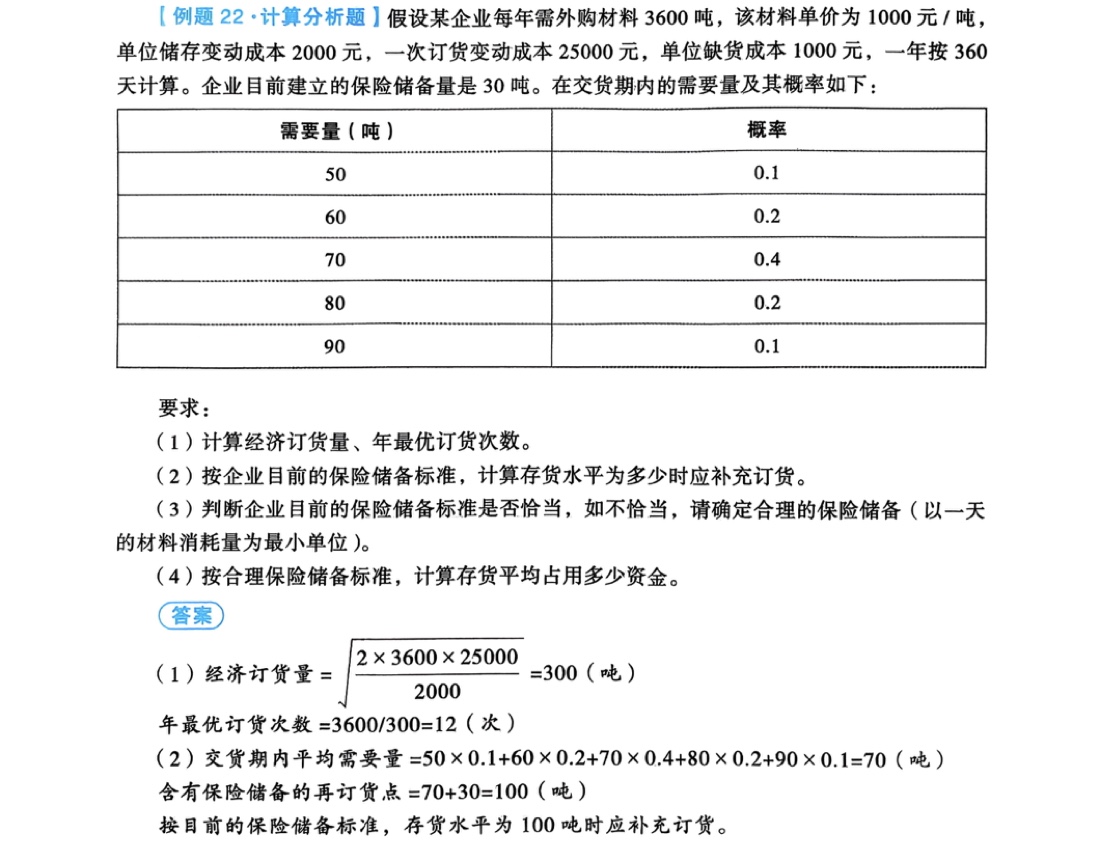 【例题 22·计算分析题】假设某企业每年需外购材料 3600 吨，该材料单价为 1000 元 / 吨，
单位储存变动成本 2000 元，一次订货变动成本 25000 元，单位缺货成本 1000 元，一年按 360
天计算。企业目前建立的保险储备量是 30 吨。在交货期内的需要量及其概率如下：
需要量（吨） 概率
50 0.1
60 0.2
70 0.4
80 0.2
90 0.1
要求：
（1）计算经济订货量、年最优订货次数。
（2）按企业目前的保险储备标准，计算存货水平为多少时应补充订货。
（3）判断企业目前的保险储备标准是否恰当，如不恰当，请确定合理的保险储备（以一天
的材料消耗量为最小单位）。
（4）按合理保险储备标准，计算存货平均占用多少资金。
答案
（1）经济订货量 = √(2×3600×25000 / 2000) =300（吨）
年最优订货次数 =3600/300=12（次）
（2）交货期内平均需要量 =50×0.1+60×0.2+70×0.4+80×0.2+90×0.1=70（吨）
含有保险储备的再订货点 =70+30=100（吨）
按目前的保险储备标准，存货水平为 100 吨时应补充订货。